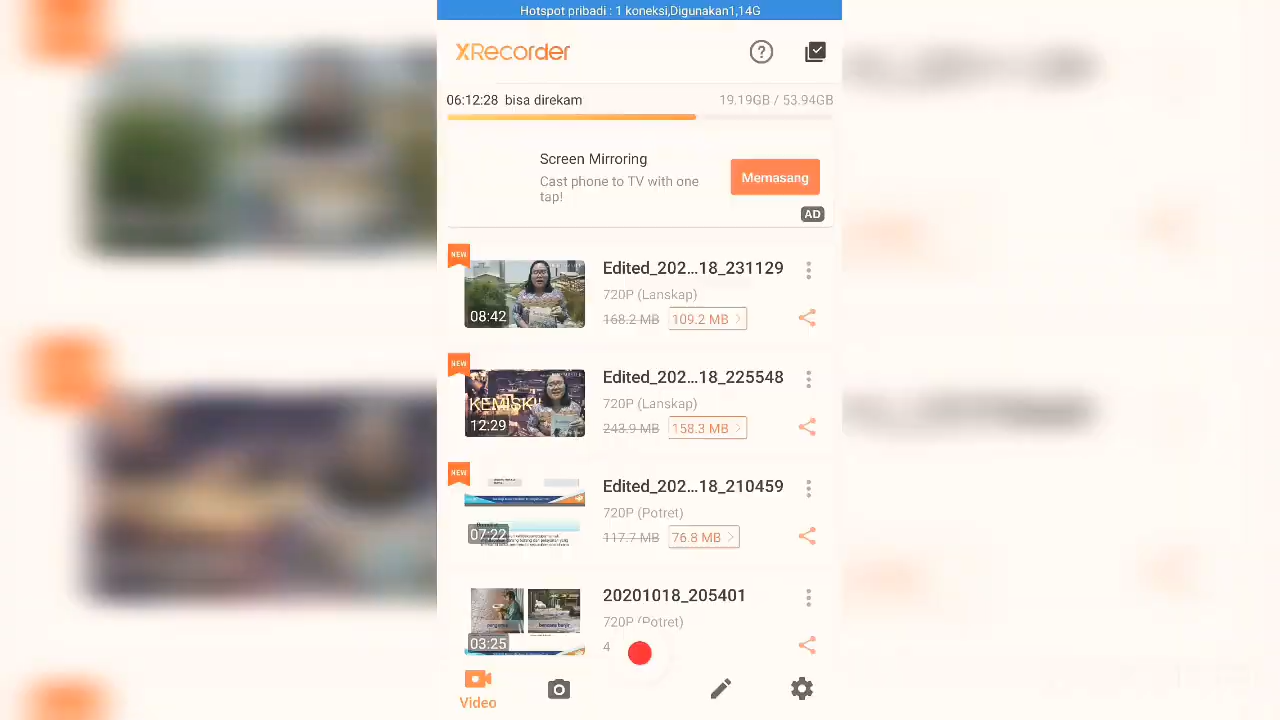 Hotspot pribadi : 1 koneksi,Digunakan1,14G
XRecorder
06:12:28 bisa direkam
19.19GB / 53.94GB
Screen Mirroring
Cast phone to TV with one
tap!
Memasang
AD
NEW
Edited_202...18_231129
720P (Lanskap)
08:42
168.2 MB
109.2 MB
NEW
Edited_202...18_225548
720P (Lanskap)
12:29
243.9 MB
158.3 MB
NEW
Edited_202...18_210459
720P (Potret)
07:22
117.7 MB
76.8 MB
20201018_205401
720P (Potret)
03:25
4
Video